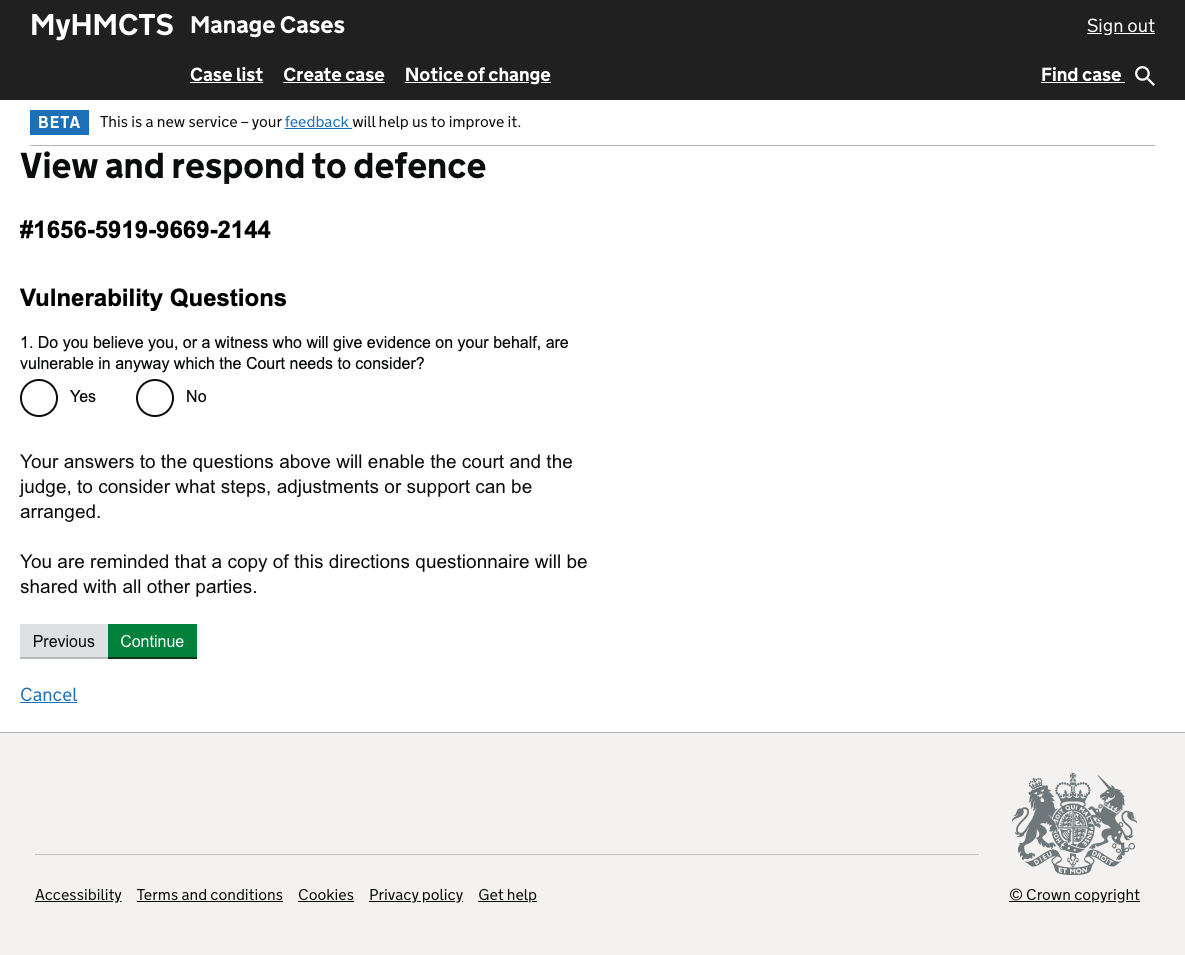 MyHMCTS Manage Cases Sign out
Case list Create case Notice of change Find case
BETA This is a new service – your feedback will help us to improve it.
View and respond to defence
#1656-5919-9669-2144
Vulnerability Questions
1. Do you believe you, or a witness who will give evidence on your behalf, are
vulnerable in anyway which the Court needs to consider?
Yes No
Your answers to the questions above will enable the court and the
judge, to consider what steps, adjustments or support can be
arranged.
You are reminded that a copy of this directions questionnaire will be
shared with all other parties.
Previous Continue
Cancel
DIEU ET MON DROIT
Accessibility Terms and conditions Cookies Privacy policy Get help © Crown copyright